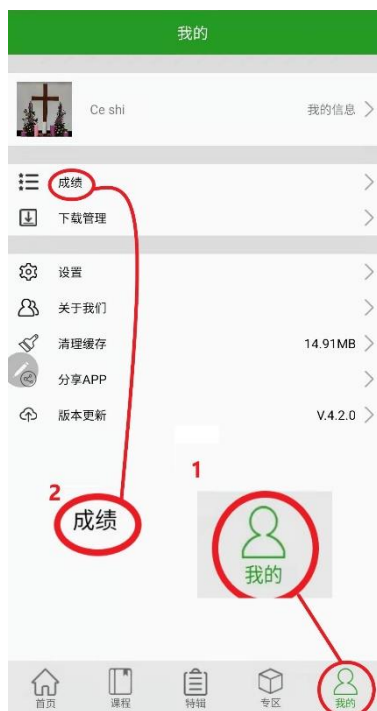 我的
Ce shi 我的信息
成绩
下载管理
设置
关于我们
清理缓存 14.91MB
分享APP
版本更新 V.4.2.0
1
2
成绩
我的
首页 课程 特辑 专区 我的